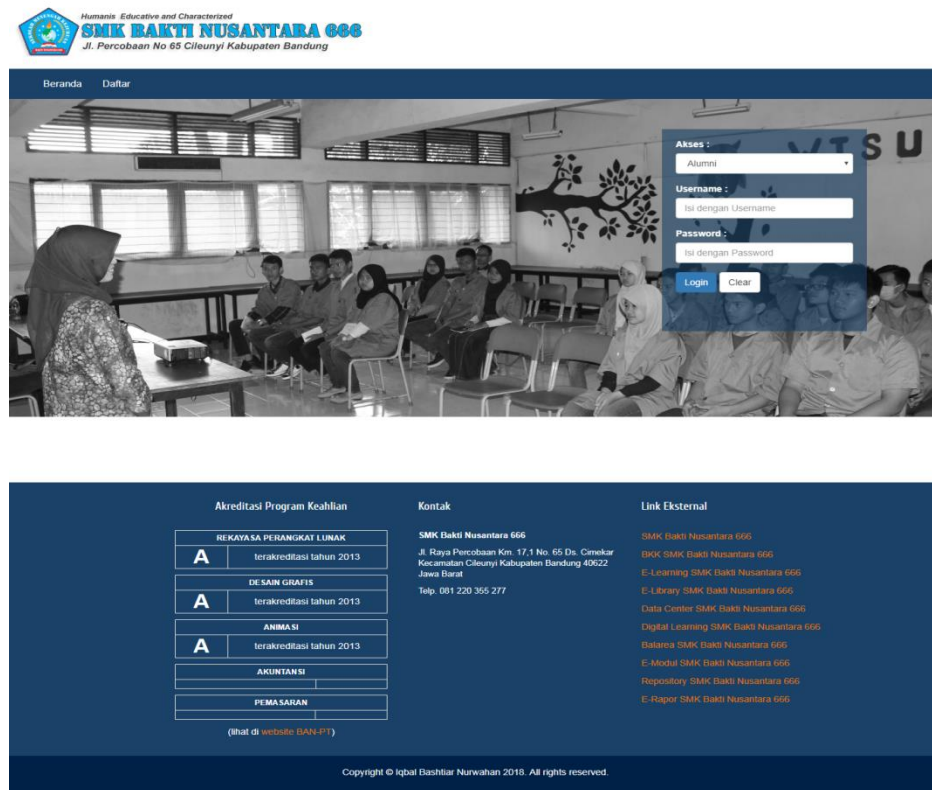 Humanis Educative and Characterized
SMK BAKTI NUSANTARA 666
Jl. Percobaan No 65 Cileunyi Kabupaten Bandung
Beranda Daftar
WISU
Akses :
Alumni
Username :
Isi dengan Username
Password :
Isi dengan Password
Login Clear
Akreditasi Program Keahlian
REKAYASA PERANGKAT LUNAK
A terakreditasi tahun 2013
DESAIN GRAFIS
A terakreditasi tahun 2013
ANIMASI
A terakreditasi tahun 2013
AKUNTANSI
PEMASARAN
(lihat di website BAN-PT)
Kontak
SMK Bakti Nusantara 666
Jl. Raya Percobaan Km. 17,1 No. 65 Ds. Cimekar
Kecamatan Cileunyi Kabupaten Bandung 40622
Jawa Barat
Telp. 081 220 355 277
Link Eksternal
SMK Bakti Nusantara 666
BKK SMK Bakti Nusantara 666
E-Learning SMK Bakti Nusantara 666
E-Library SMK Bakti Nusantara 666
Data Center SMK Bakti Nusantara 666
Digital Learning SMK Bakti Nusantara 666
Balarea SMK Bakti Nusantara 666
E-Modul SMK Bakti Nusantara 666
Repository SMK Bakti Nusantara 666
E-Rapor SMK Bakti Nusantara 666
Copyright © Iqbal Bashtiar Nurwahan 2018. All rights reserved.